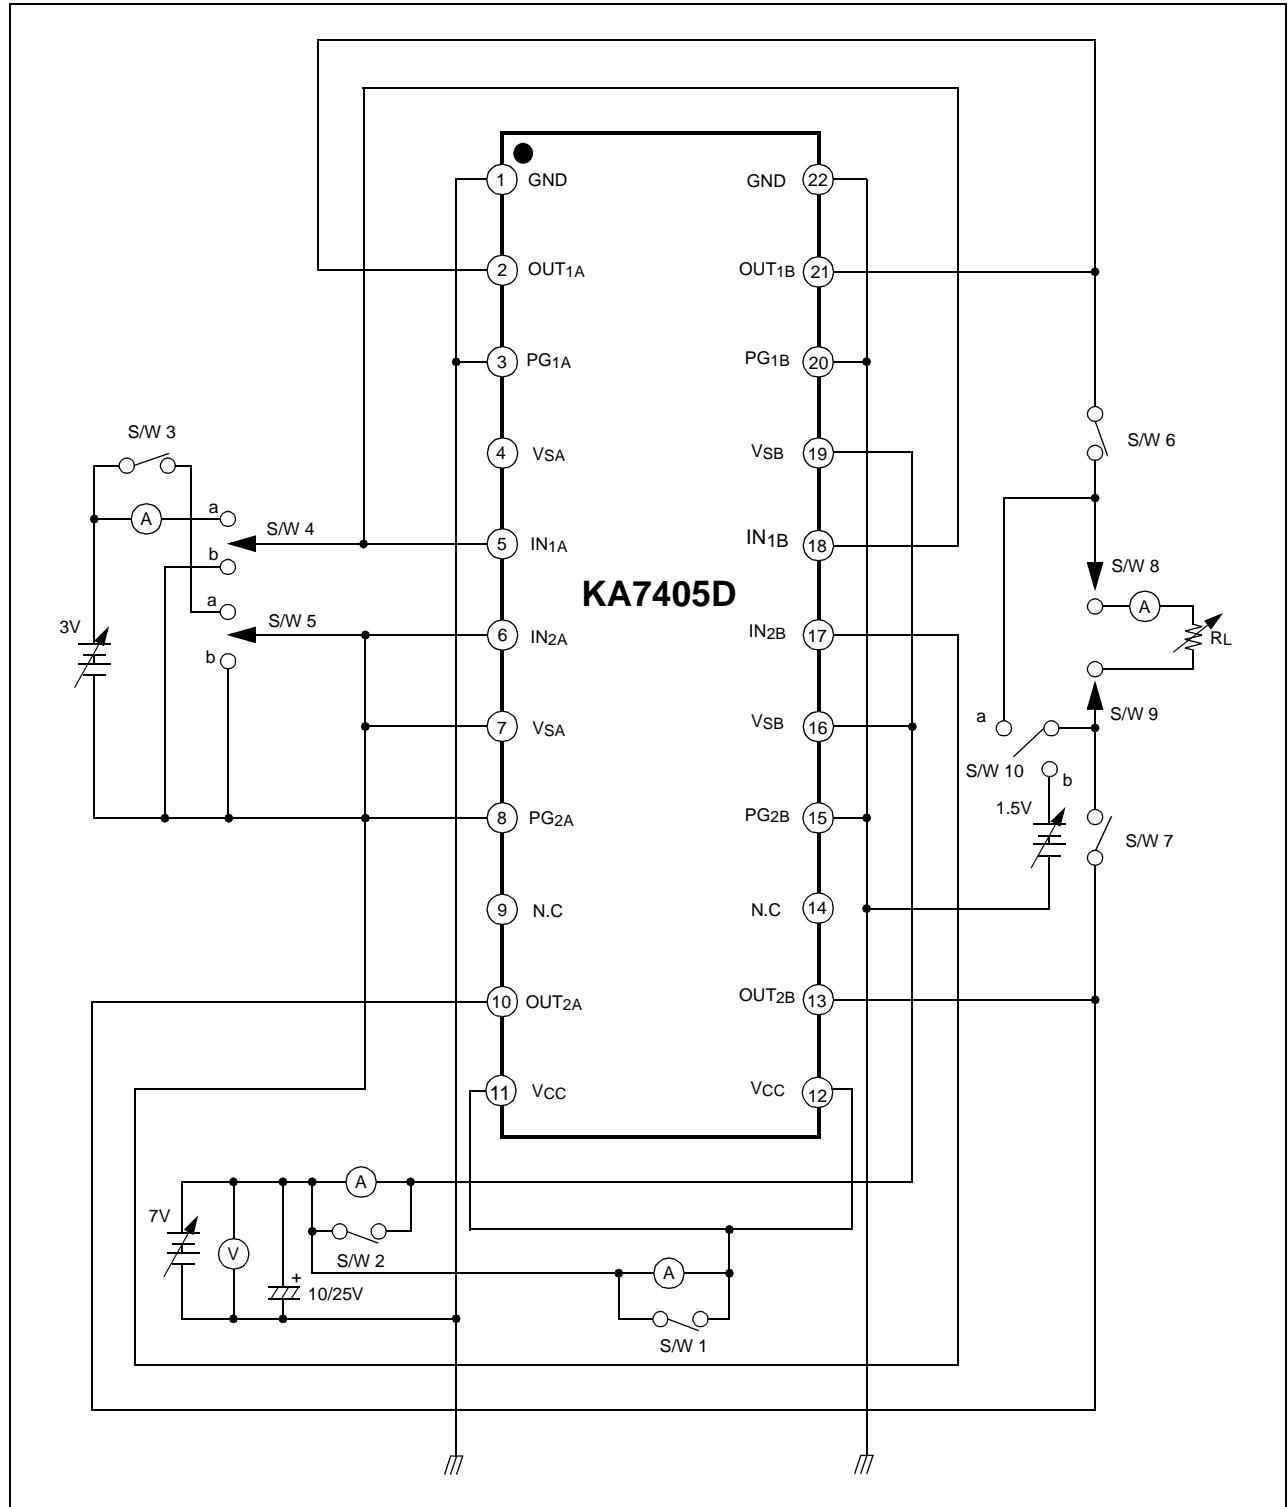 1 GND
GND 22
2 OUT1A
OUT1B 21
3 PG1A
PG1B 20
S/W 3
S/W 6
4 VSA
VSB 19
A
a
S/W 4
5 IN1A
IN1B 18
b
S/W 8
KA7405D
a
A
3V
S/W 5
6 IN2A
IN2B 17
RL
b
a
S/W 9
7 VSA
VSB 16
S/W 10
b
1.5V
8 PG2A
PG2B 15
S/W 7
9 N.C
N.C 14
10 OUT2A
OUT2B 13
11 VCC
VCC 12
A
7V
V
S/W 2
+
10/25V
A
S/W 1